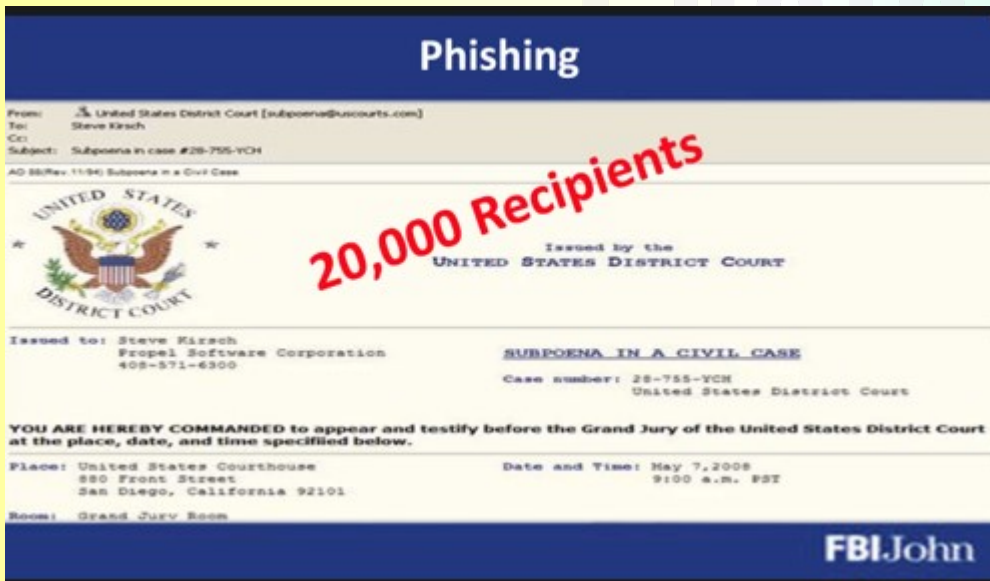 Phishing
From: United States District Court [subpoena@uscourts.com]
To: Steve Kirsch
Cc:
Subject: Subpoena in case #28-755-YCH
AO 88(Rev. 11/94) Subpoena in a Civil Case
20,000 Recipients
UNITED STATES
DISTRICT COURT
Issued by the
UNITED STATES DISTRICT COURT
Issued to: Steve Kirsch
Propel Software Corporation
408-571-6300
SUBPOENA IN A CIVIL CASE
Case number: 28-755-YCH
United States District Court
YOU ARE HEREBY COMMANDED to appear and testify before the Grand Jury of the United States District Court
at the place, date, and time specifiied below.
Place: United States Courthouse
880 Front Street
San Diego, California 92101
Date and Time: May 7,2008
9:00 a.m. PST
Room: Grand Jury Room
FBIJohn